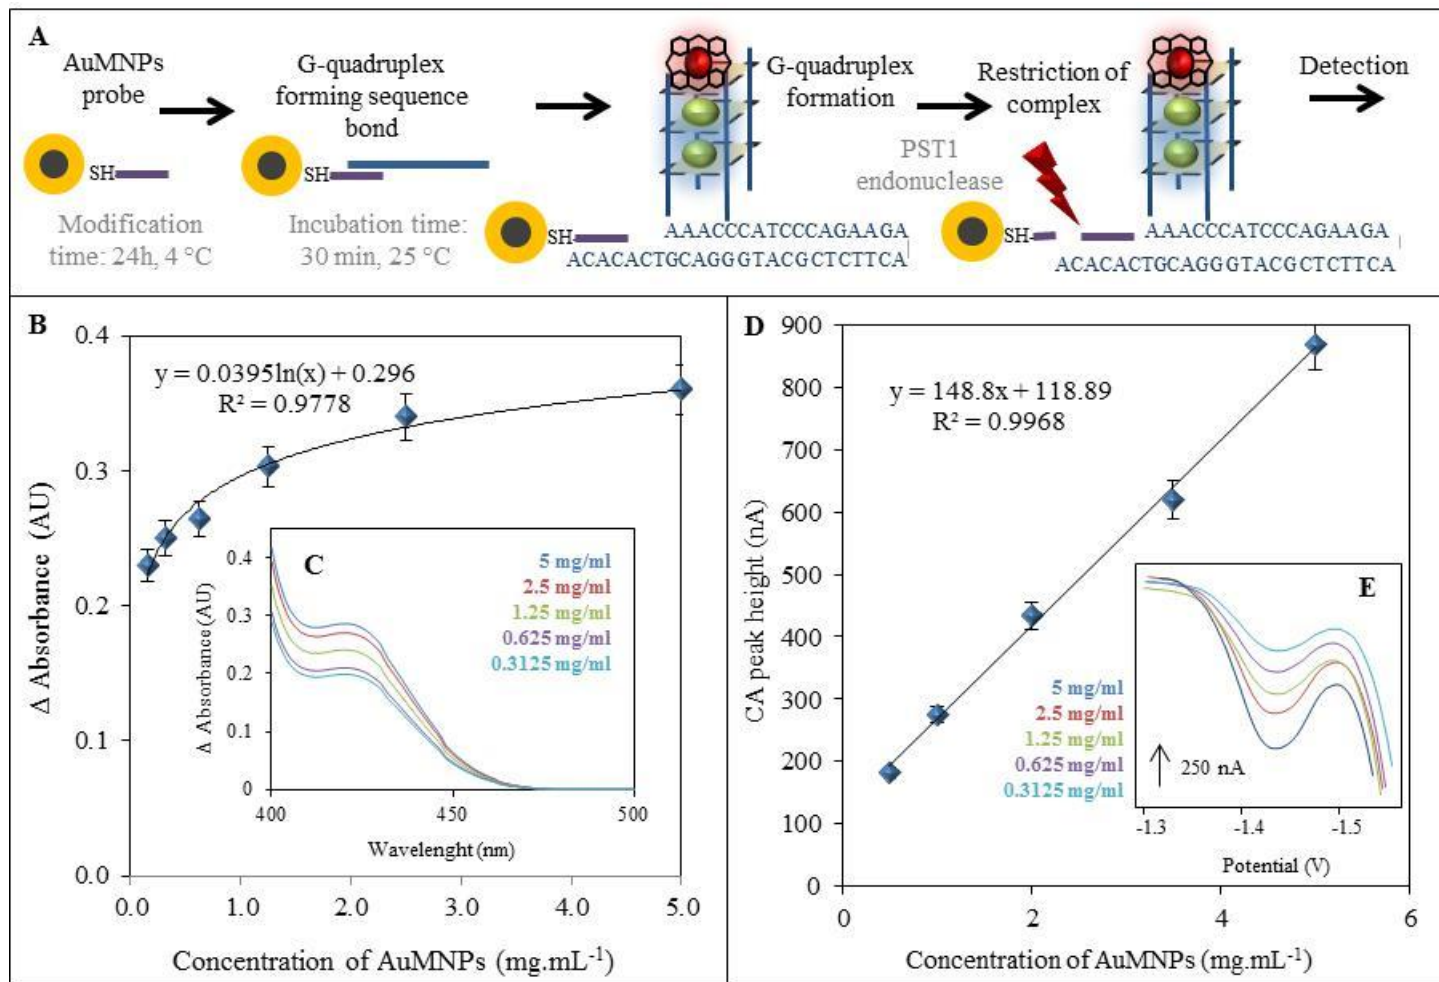 A
AuMNPs
probe
G-quadruplex
forming sequence
bond
G-quadruplex
formation
Restriction of
complex
Detection
PST1
endonuclease
SH
SH
SH
SH
Modification
time: 24h, 4 °C
Incubation time:
30 min, 25 °C
AAACCCATCCCAGAAGA
ACACACTGCAGGGTACGCTCTTCA
AAACCCATCCCAGAAGA
ACACACTGCAGGGTACGCTCTTCA
B
y = 0.0395ln(x) + 0.296
R² = 0.9778
Δ Absorbance (AU)
0.4
0.3
0.2
0.1
0.0
0.0 1.0 2.0 3.0 4.0 5.0
Concentration of AuMNPs (mg.mL⁻¹)
C
5 mg/ml
2.5 mg/ml
1.25 mg/ml
0.625 mg/ml
0.3125 mg/ml
Δ Absorbance (AU)
0.4
0.3
0.2
0.1
0
400 450 500
Wavelenght (nm)
D
y = 148.8x + 118.89
R² = 0.9968
CA peak height (nA)
900
800
700
600
500
400
300
200
100
0
0 2 4 6
Concentration of AuMNPs (mg.mL⁻¹)
5 mg/ml
2.5 mg/ml
1.25 mg/ml
0.625 mg/ml
0.3125 mg/ml
E
250 nA
-1.3 -1.4 -1.5
Potential (V)